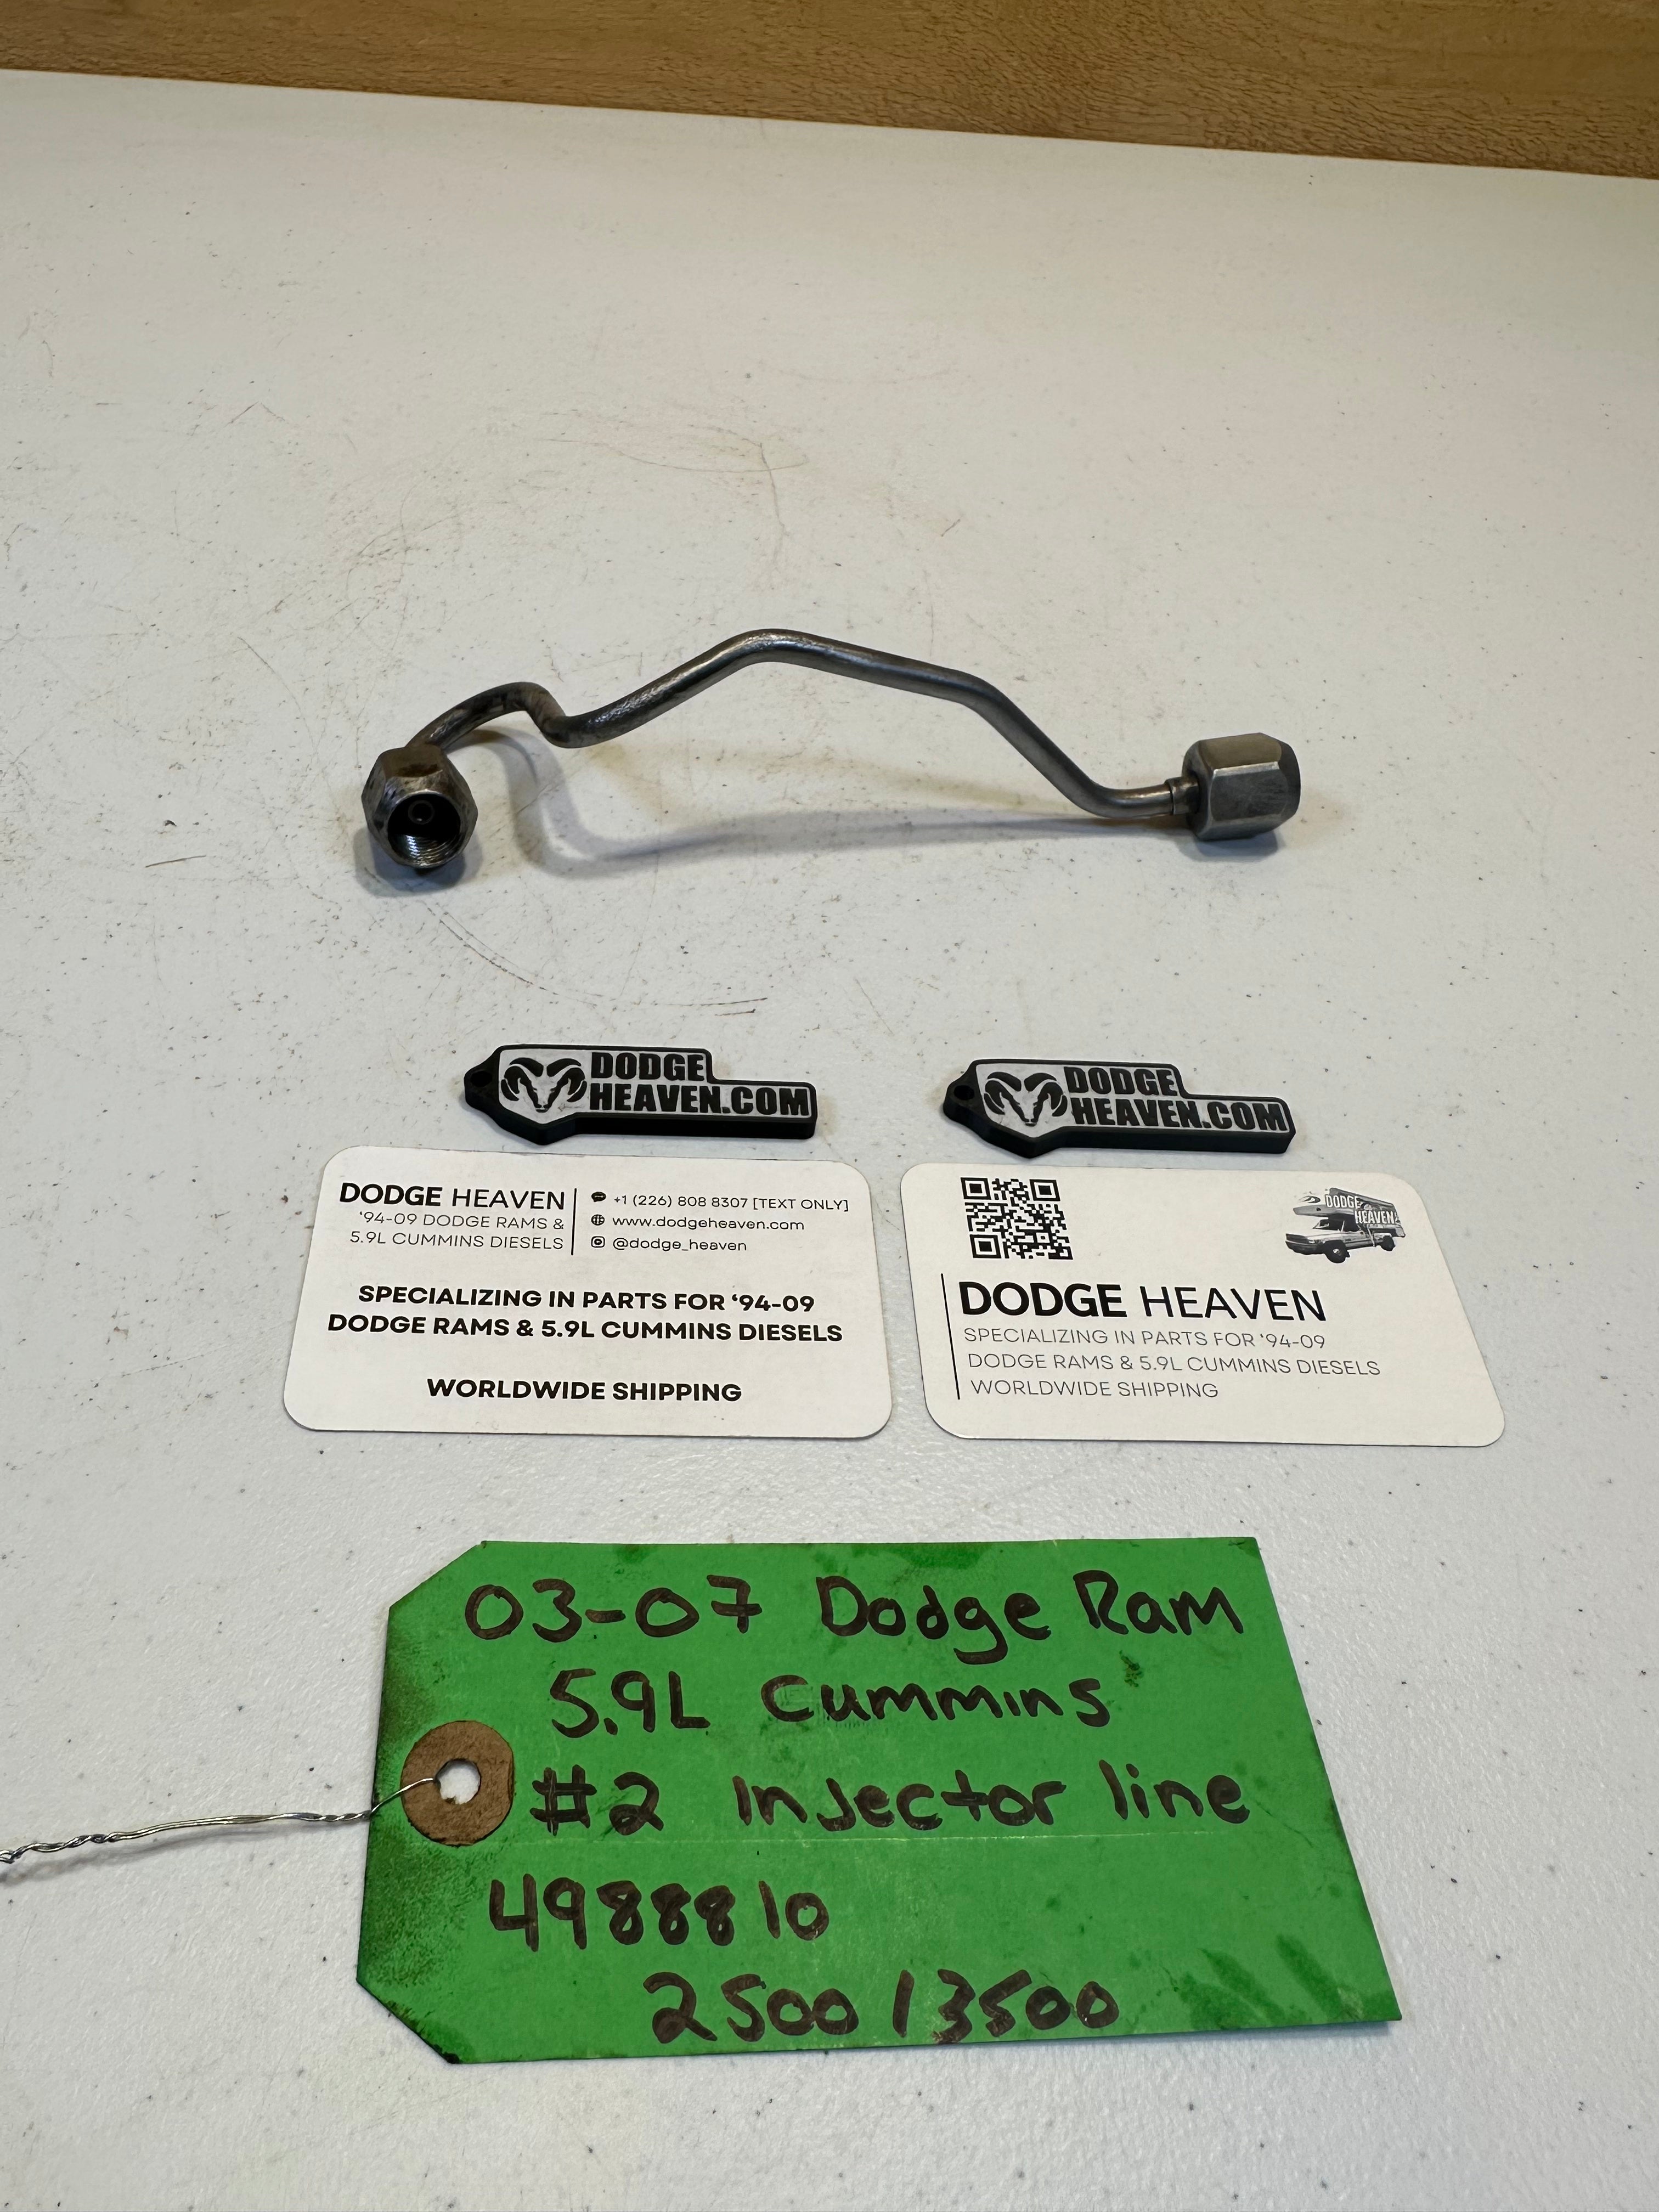 DODGE
HEAVEN.COM
DODGE
HEAVEN.COM
DODGE HEAVEN
'94-09 DODGE RAMS &
5.9L CUMMINS DIESELS
+1 (226) 808 8307 [TEXT ONLY]
www.dodgeheaven.com
@dodge_heaven
SPECIALIZING IN PARTS FOR '94-09
DODGE RAMS & 5.9L CUMMINS DIESELS
WORLDWIDE SHIPPING
DODGE
HEAVEN
DODGE HEAVEN
SPECIALIZING IN PARTS FOR '94-09
DODGE RAMS & 5.9L CUMMINS DIESELS
WORLDWIDE SHIPPING
03-07 Dodge Ram
5.9L Cummins
#2 Injector line
4988810
2500/3500